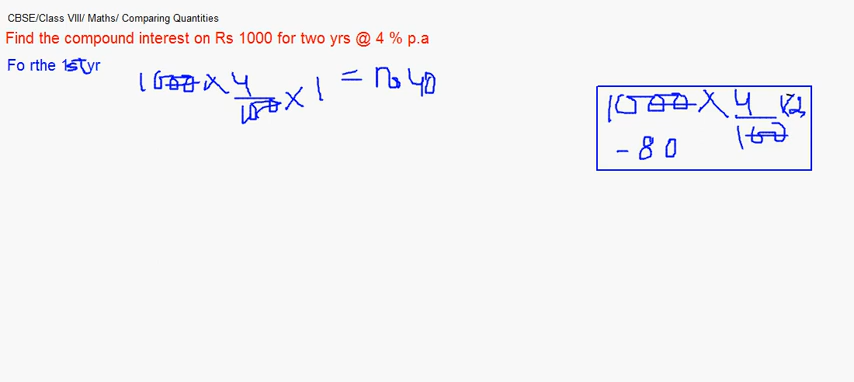 CBSE/Class VIII/ Maths/ Comparing Quantities
Find the compound interest on Rs 1000 for two yrs @ 4 % p.a
Fo rthe 1st yr
1000 × 4/100 × 1 = Rs 40
1000 × 4/100 × 2
- 80